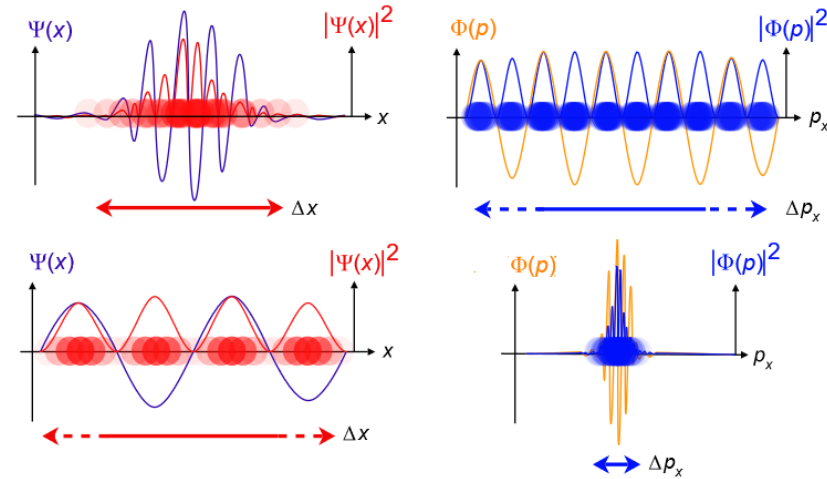 Ψ(x) |Ψ(x)|²
x
Δx
Φ(p) |Φ(p)|²
pₓ
Δpₓ
Ψ(x) |Ψ(x)|²
x
Δx
Φ(p) |Φ(p)|²
pₓ
Δpₓ